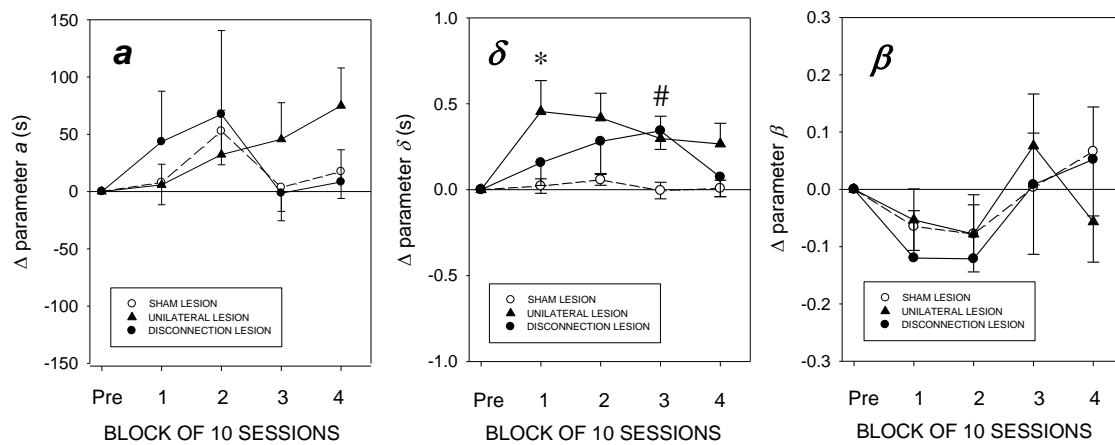 a
Δ parameter a (s)
150
100
50
0
-50
-100
-150
SHAM LESION
UNILATERAL LESION
DISCONNECTION LESION
Pre 1 2 3 4
BLOCK OF 10 SESSIONS
δ
*
#
Δ parameter δ (s)
1.0
0.5
0.0
-0.5
-1.0
SHAM LESION
UNILATERAL LESION
DISCONNECTION LESION
Pre 1 2 3 4
BLOCK OF 10 SESSIONS
β
Δ parameter β
0.3
0.2
0.1
0.0
-0.1
-0.2
-0.3
SHAM LESION
UNILATERAL LESION
DISCONNECTION LESION
Pre 1 2 3 4
BLOCK OF 10 SESSIONS